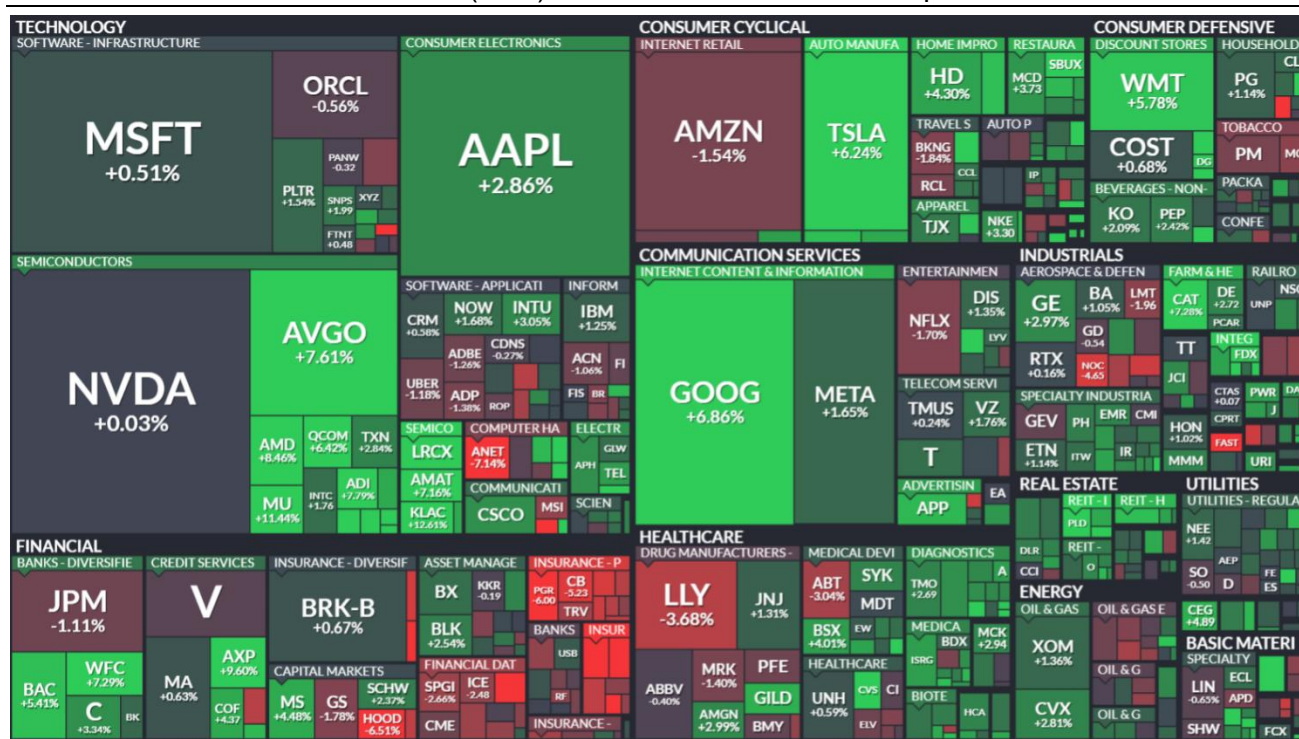 TECHNOLOGY
SOFTWARE - INFRASTRUCTURE
MSFT
+0.51%
ORCL
-0.56%
PLTR
+1.54%
PANW
-0.32
SNPS
+1.99
XYZ
FTNT
+0.48
CONSUMER ELECTRONICS
AAPL
+2.86%
SEMICONDUCTORS
NVDA
+0.03%
AVGO
+7.61%
AMD
+8.46%
QCOM
+6.42%
TXN
+2.84%
MU
+11.44%
INTC
+1.76
ADI
+7.79%
SOFTWARE - APPLICATI
CRM
+0.58%
NOW
+1.68%
INTU
+3.05%
UBER
-1.18%
ADBE
-1.26%
CDNS
-0.27%
ADP
-1.38%
ROP
INFORM
IBM
+1.25%
ACN
-1.06%
FI
FIS
BR
SEMICO
LRCX
AMAT
+7.16%
KLAC
+12.61%
COMPUTER HA
ANET
-7.14%
COMMUNICATI
CSCO
MSI
ELECTR
APH
GLW
TEL
SCIEN
CONSUMER CYCLICAL
INTERNET RETAIL
AMZN
-1.54%
AUTO MANUFA
TSLA
+6.24%
HOME IMPRO
HD
+4.30%
RESTAURA
MCD
+3.73
SBUX
TRAVEL S
BKNG
-1.84%
RCL
CCL
AUTO P
IP
APPAREL
TJX
NKE
+3.30
CONSUMER DEFENSIVE
DISCOUNT STORES
WMT
+5.78%
COST
+0.68%
DG
HOUSEHOLD
PG
+1.14%
CL
TOBACCO
PM
MO
BEVERAGES - NON-
KO
+2.09%
PEP
+2.42%
PACKA
CONFE
COMMUNICATION SERVICES
INTERNET CONTENT & INFORMATION
GOOG
+6.86%
META
+1.65%
ENTERTAINMEN
NFLX
-1.70%
DIS
+1.35%
LYV
TELECOM SERVI
TMUS
+0.24%
VZ
+1.76%
T
ADVERTISIN
APP
EA
INDUSTRIALS
AEROSPACE & DEFEN
GE
+2.97%
BA
+1.05%
LMT
-1.96
RTX
+0.16%
GD
-0.54
NOC
-4.65
FARM & HE
CAT
+7.28%
DE
+2.72
PCAR
RAILRO
UNP
NSC
TT
JCI
INTEG
FDX
SPECIALTY INDUSTRIA
GEV
PH
EMR
CMI
ETN
+1.14%
ITW
IR
HON
+1.02%
MMM
CTAS
+0.07
CPRT
FAST
PWR
J
URI
FINANCIAL
BANKS - DIVERSIFIE
JPM
-1.11%
BAC
+5.41%
WFC
+7.29%
C
+3.34%
BK
CREDIT SERVICES
V
MA
+0.63%
AXP
+9.60%
COF
+4.37
INSURANCE - DIVERSIF
BRK-B
+0.67%
CAPITAL MARKETS
MS
+4.48%
GS
-1.78%
SCHW
+2.37%
HOOD
-6.51%
ASSET MANAGE
BX
KKR
-0.19
BLK
+2.54%
FINANCIAL DAT
SPGI
-2.66%
ICE
-2.48
CME
INSURANCE - P
PGR
-6.00
CB
-5.23
TRV
BANKS
USB
RF
INSUR
INSURANCE -
HEALTHCARE
DRUG MANUFACTURERS -
LLY
-3.68%
JNJ
+1.31%
ABBV
-0.40%
MRK
-1.40%
PFE
AMGN
+2.99%
GILD
BMY
MEDICAL DEVI
ABT
-3.04%
SYK
MDT
BSX
+4.01%
EW
HEALTHCARE
UNH
+0.59%
CVS
CI
ELV
DIAGNOSTICS
TMO
+2.69
A
MEDICA
ISRG
BDX
MCK
+2.94
BIOTE
HCA
REAL ESTATE
DLR
CCI
REIT - I
PLD
REIT - H
REIT -
O
UTILITIES
UTILITIES - REGULA
NEE
+1.42
SO
-0.50
AEP
D
FE
ES
CEG
+4.89
ENERGY
OIL & GAS
XOM
+1.36%
CVX
+2.81%
OIL & GAS E
OIL & G
OIL & G
BASIC MATERI
SPECIALTY
LIN
-0.65%
ECL
APD
SHW
FCX